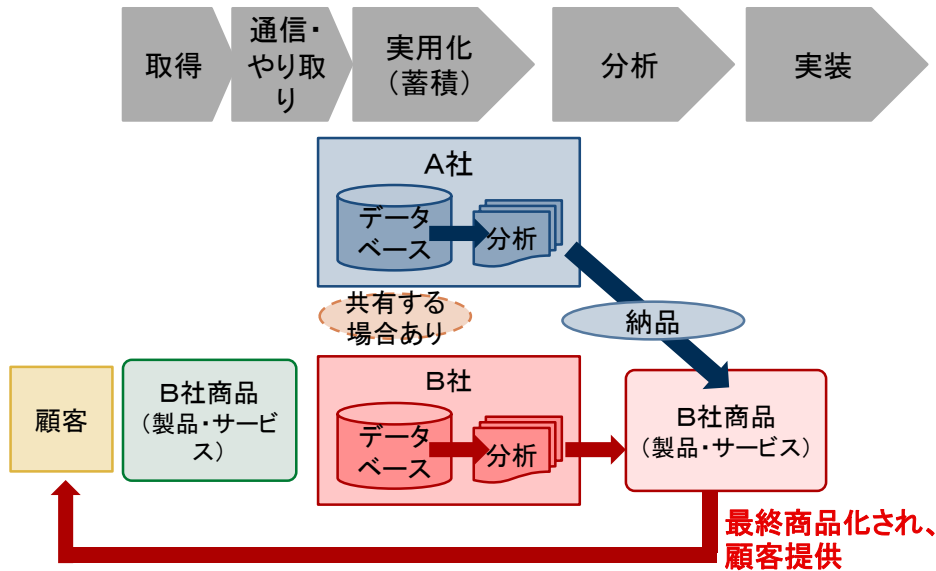 取得
通信・
やり取
り
実用化
（蓄積）
分析
実装
Ａ社
データ
ベース
分析
共有する
場合あり
納品
顧客
Ｂ社商品
（製品・サービ
ス）
Ｂ社
データ
ベース
分析
Ｂ社商品
（製品・サービス）
最終商品化され、
顧客提供